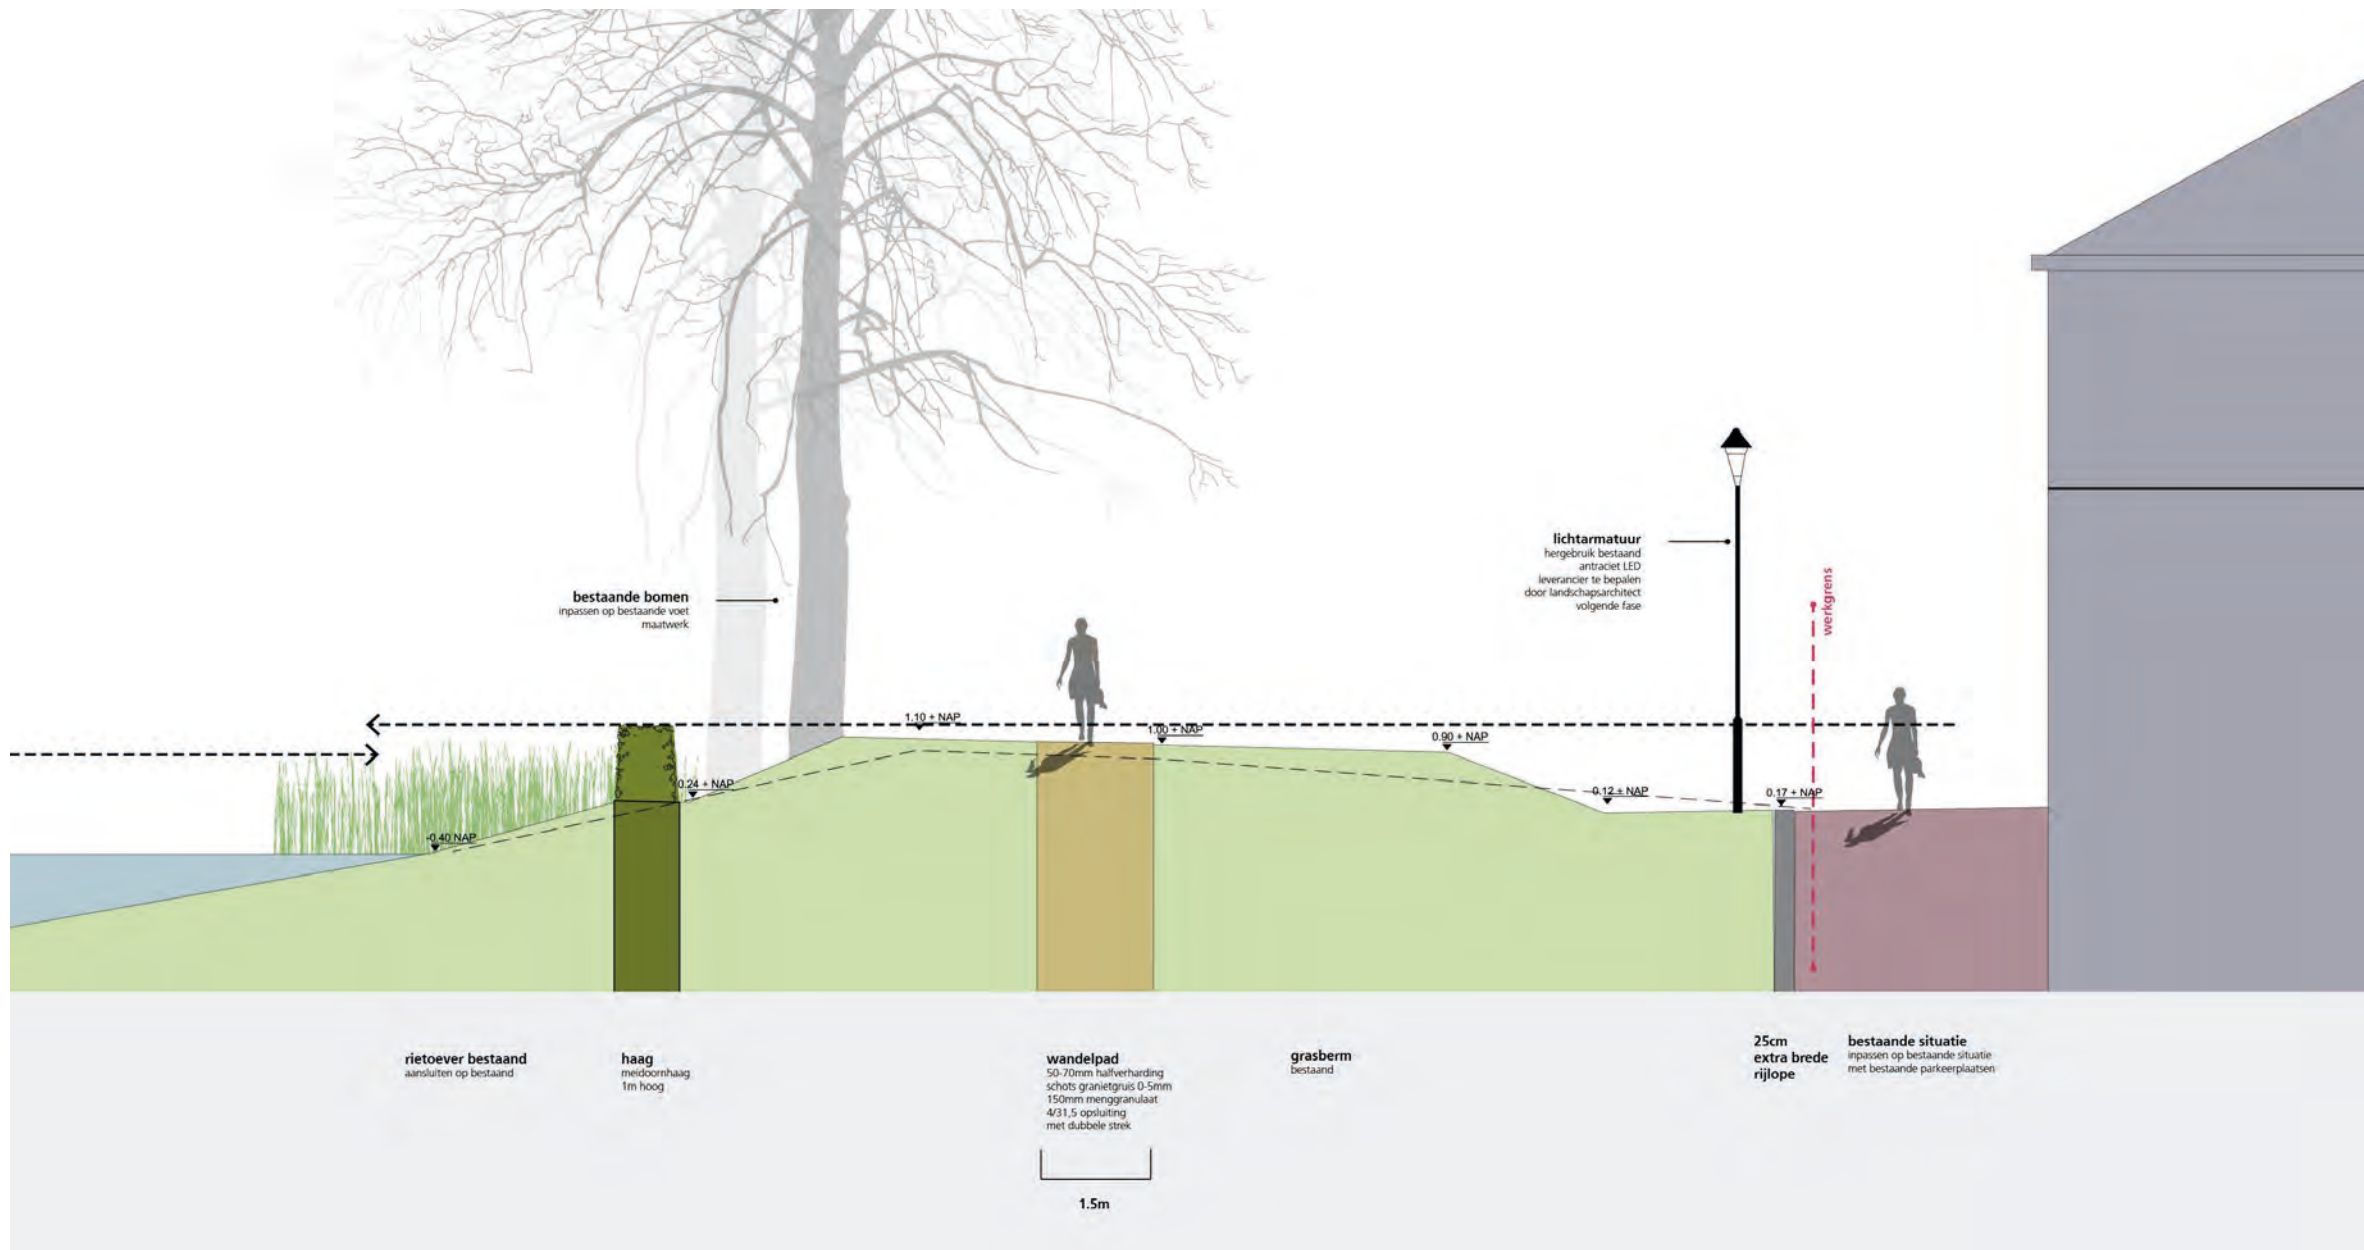 lichtarmatuur
hergebruik bestaand
antraciet LED
leverancier te bepalen
door landschapsarchitect
volgende fase
werkgrens
bestaande bomen
inpassen op bestaande voet
maatwerk
1.10 + NAP
1.00 + NAP
0.90 + NAP
0.24 + NAP
0.12 ± NAP
0.17 + NAP
-0.40 NAP
rietoever bestaand
aansluiten op bestaand
haag
meidoornhaag
1m hoog
wandelpad
50-70mm halfverharding
schots granietgruis 0-5mm
150mm menggranulaat
4/31,5 opsluiting
met dubbele strek
1.5m
grasberm
bestaand
25cm
extra brede
rijlope
bestaande situatie
inpassen op bestaande situatie
met bestaande parkeerplaatsen